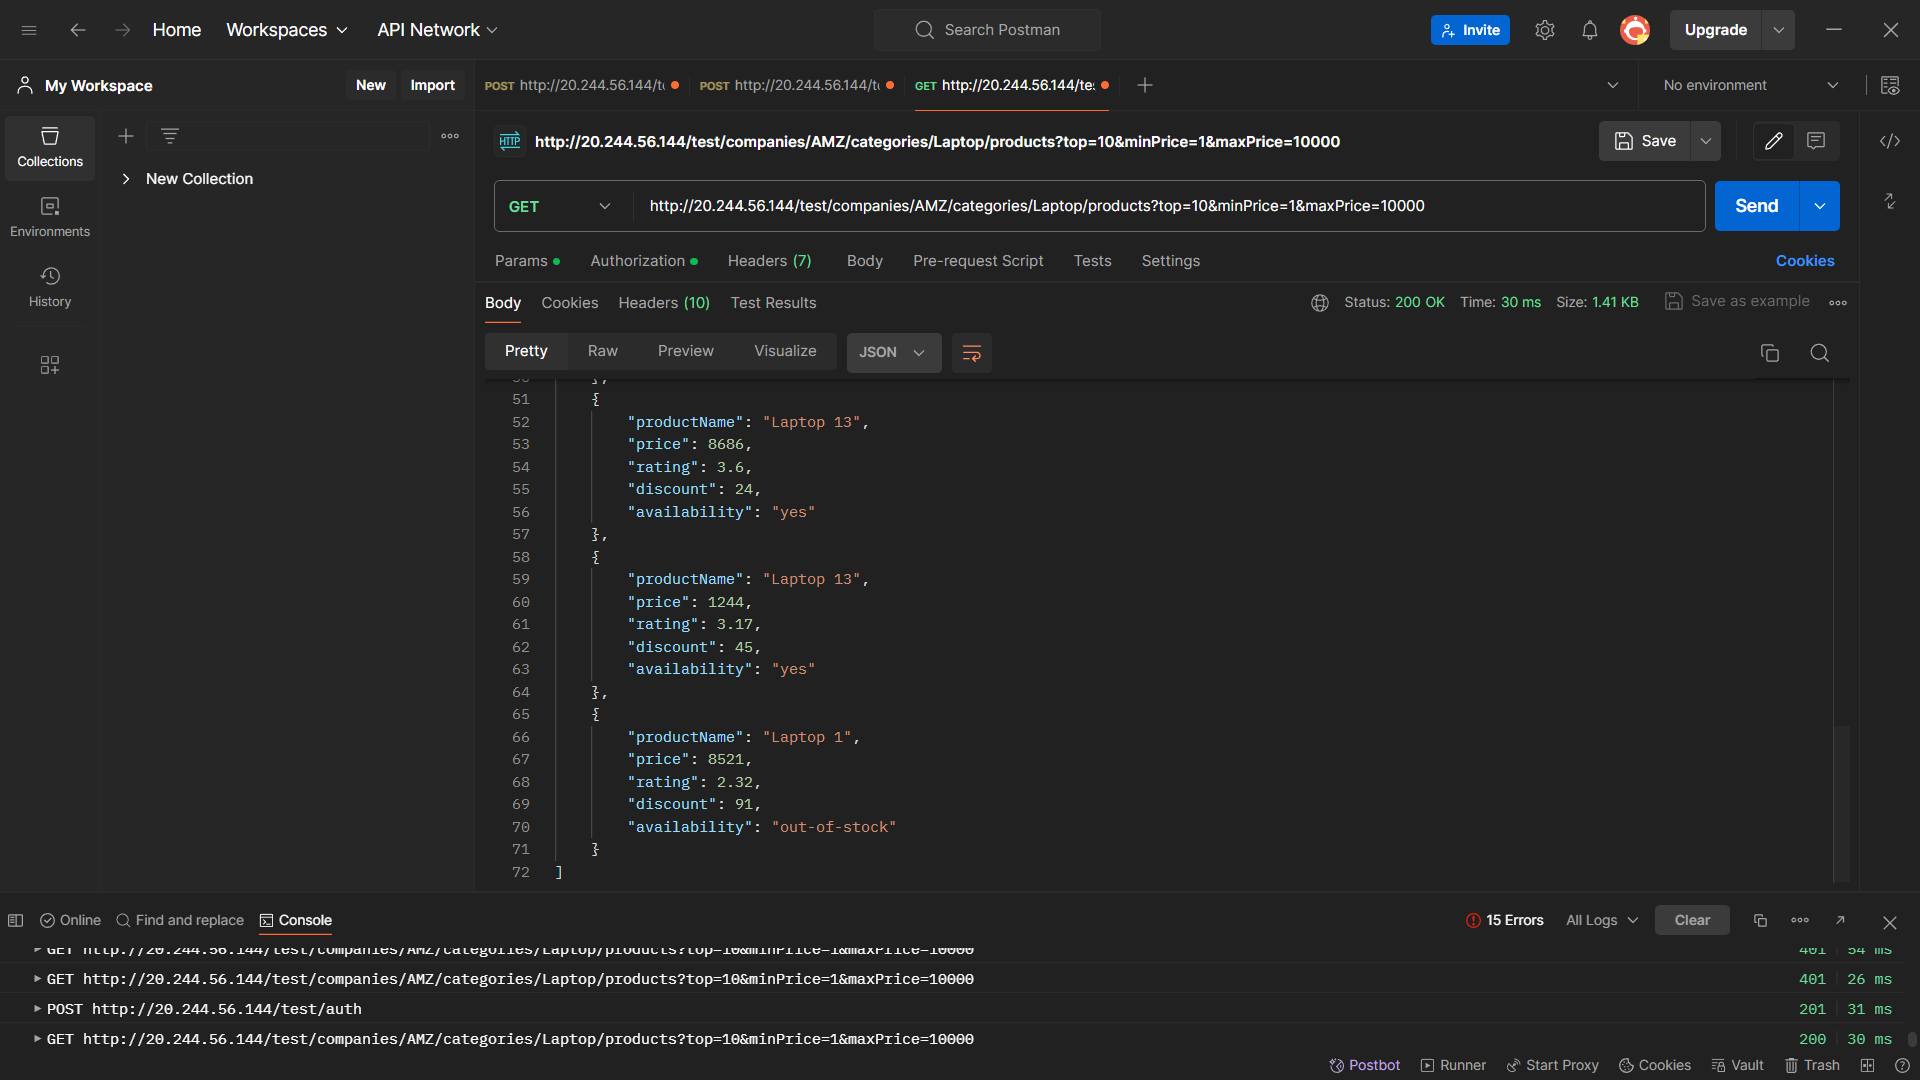 Home Workspaces API Network Search Postman Invite Upgrade
My Workspace New Import POST http://20.244.56.144/t POST http://20.244.56.144/t GET http://20.244.56.144/te No environment
Collections
Environments
History
New Collection
HTTP http://20.244.56.144/test/companies/AMZ/categories/Laptop/products?top=10&minPrice=1&maxPrice=10000 Save
GET http://20.244.56.144/test/companies/AMZ/categories/Laptop/products?top=10&minPrice=1&maxPrice=10000 Send
Params Authorization Headers (7) Body Pre-request Script Tests Settings Cookies
Body Cookies Headers (10) Test Results Status: 200 OK Time: 30 ms Size: 1.41 KB Save as example
Pretty Raw Preview Visualize JSON
51 {
52 "productName": "Laptop 13",
53 "price": 8686,
54 "rating": 3.6,
55 "discount": 24,
56 "availability": "yes"
57 },
58 {
59 "productName": "Laptop 13",
60 "price": 1244,
61 "rating": 3.17,
62 "discount": 45,
63 "availability": "yes"
64 },
65 {
66 "productName": "Laptop 1",
67 "price": 8521,
68 "rating": 2.32,
69 "discount": 91,
70 "availability": "out-of-stock"
71 }
72 ]
Online Find and replace Console 15 Errors All Logs Clear
GET http://20.244.56.144/test/companies/AMZ/categories/Laptop/products?top=10&minPrice=1&maxPrice=10000 401 54 ms
GET http://20.244.56.144/test/companies/AMZ/categories/Laptop/products?top=10&minPrice=1&maxPrice=10000 401 26 ms
POST http://20.244.56.144/test/auth 201 31 ms
GET http://20.244.56.144/test/companies/AMZ/categories/Laptop/products?top=10&minPrice=1&maxPrice=10000 200 30 ms
Postbot Runner Start Proxy Cookies Vault Trash